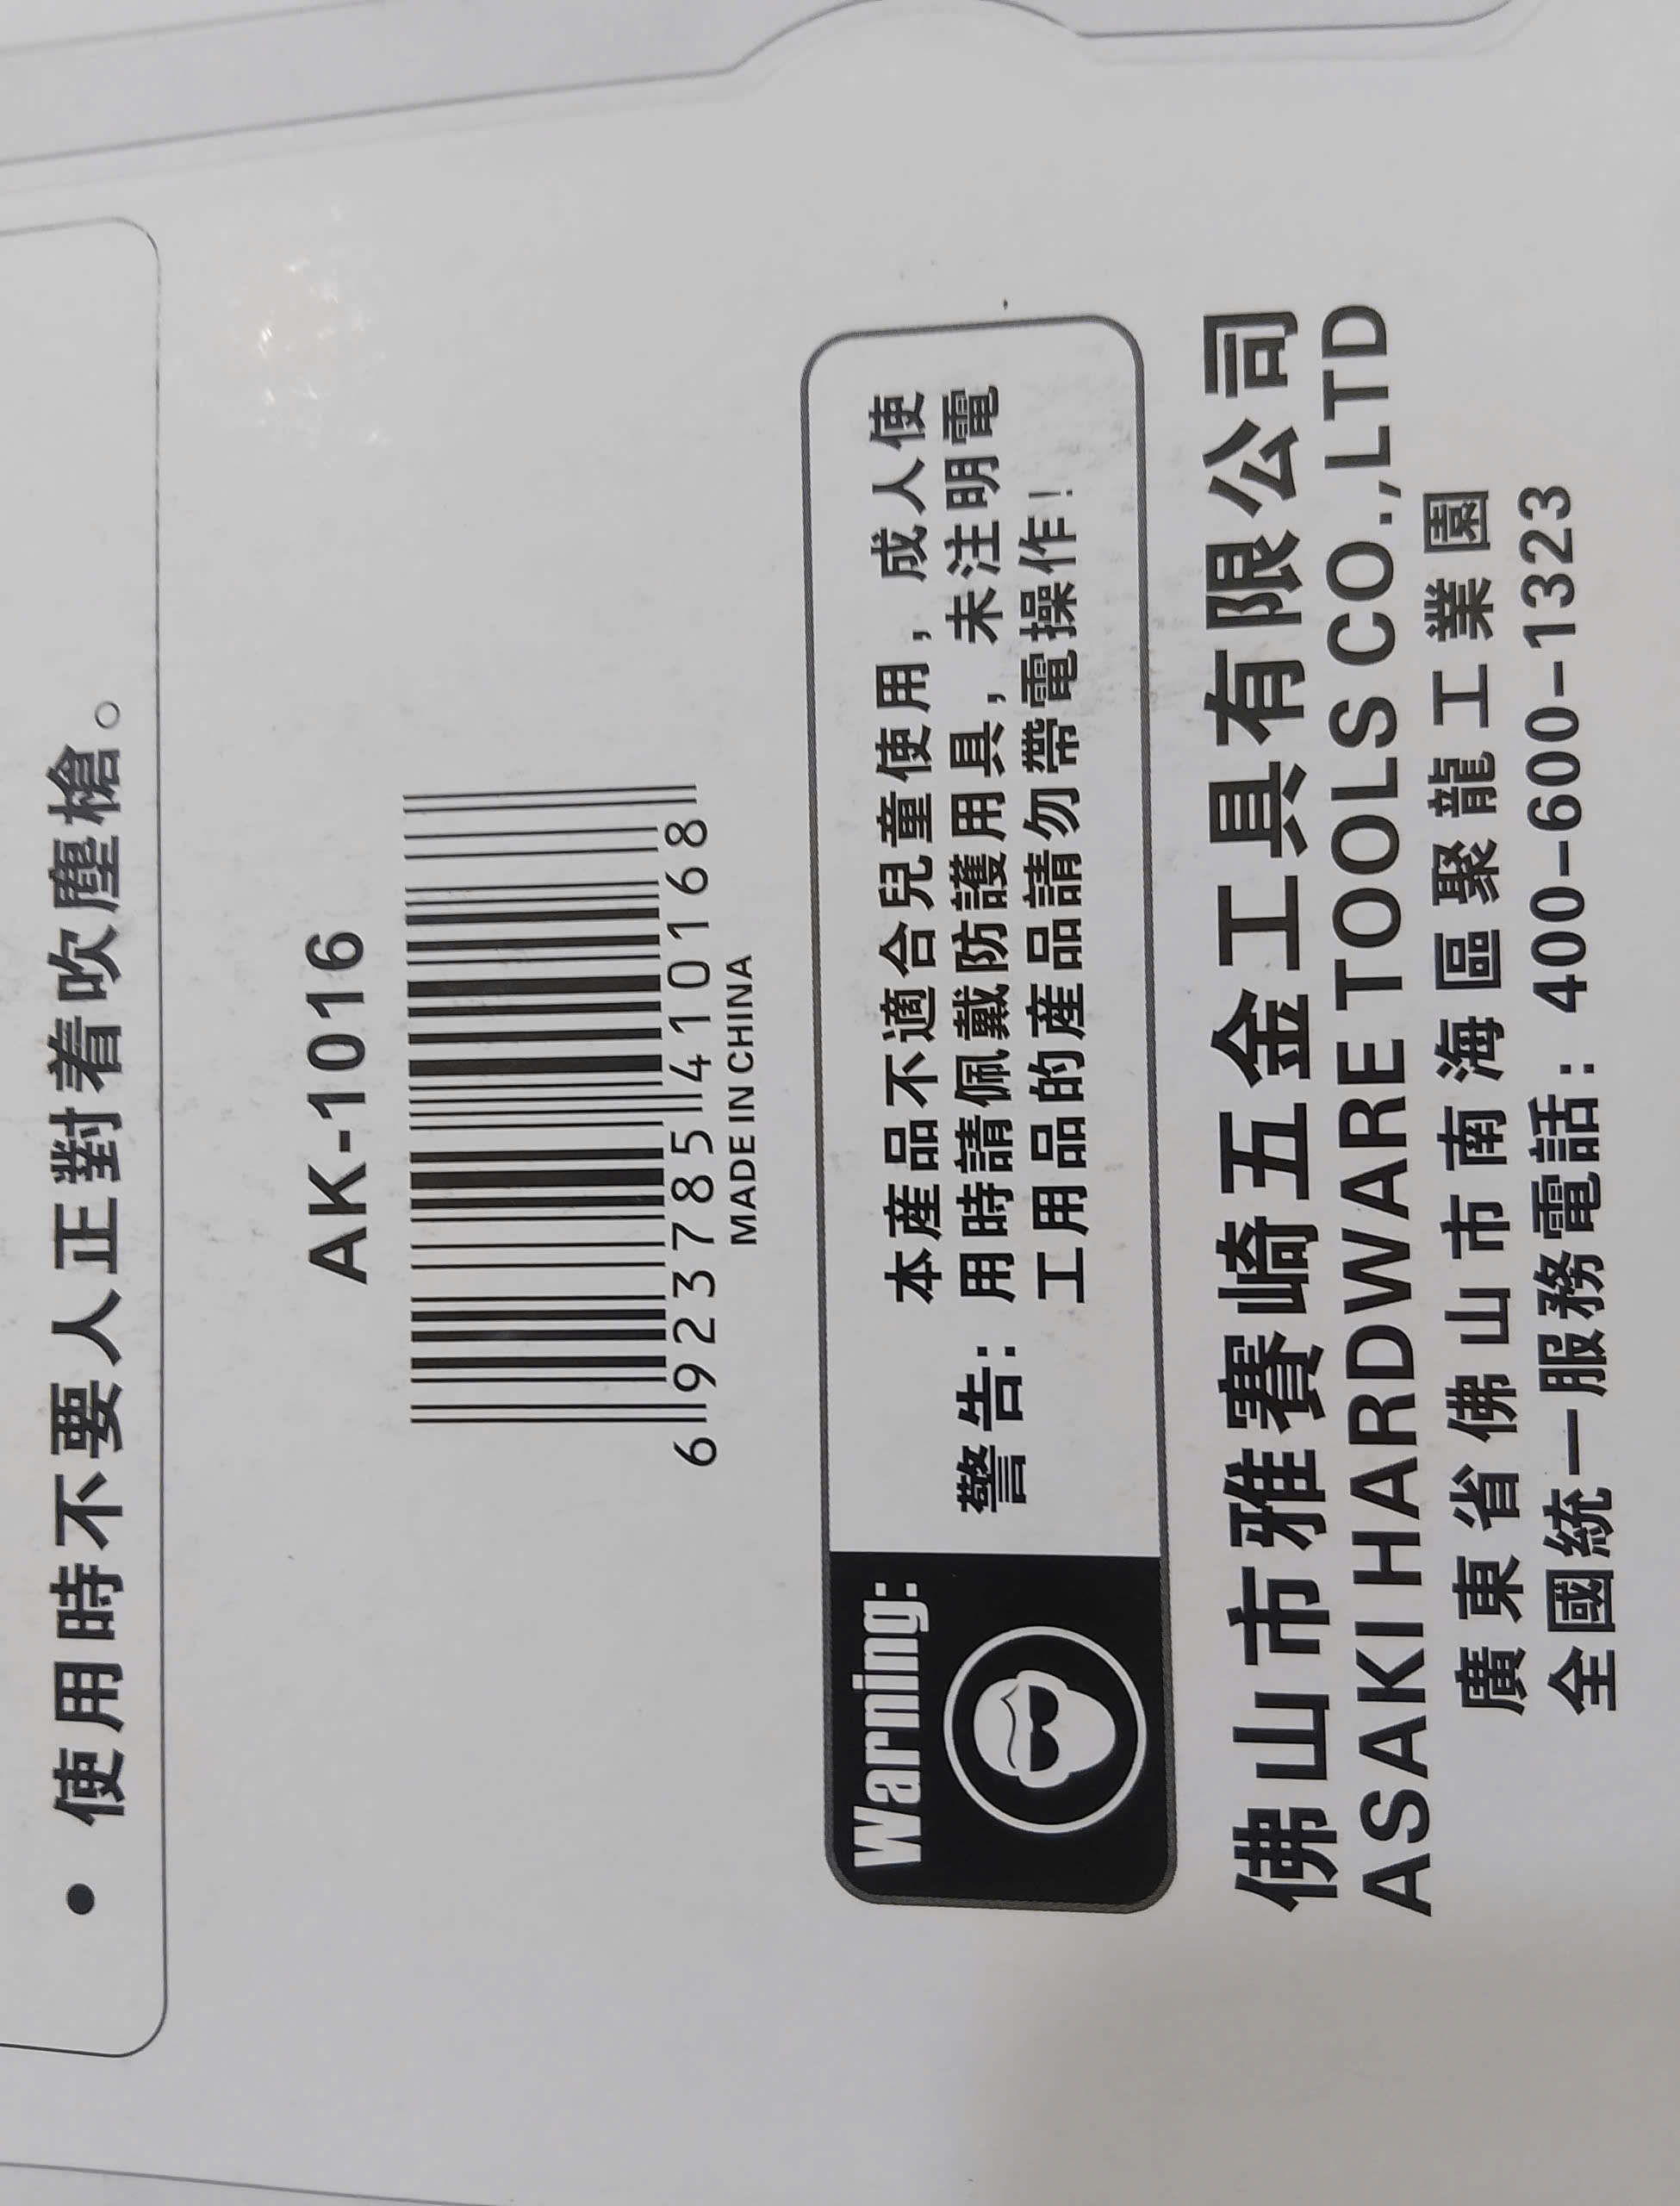 • 使用時不要人正對着吹塵槍。
AK-1016
6 923785 410168
MADE IN CHINA
Warning:
警告:
本産品不適合兒童使用，成人使
用時請佩戴防護用具，未注明電
工用品的産品請勿帶電操作！
佛山市雅賽崎五金工具有限公司
ASAKI HARDWARE TOOLS CO.,LTD
廣東省佛山市南海區聚龍工業園
全國統一服務電話：400-600-1323